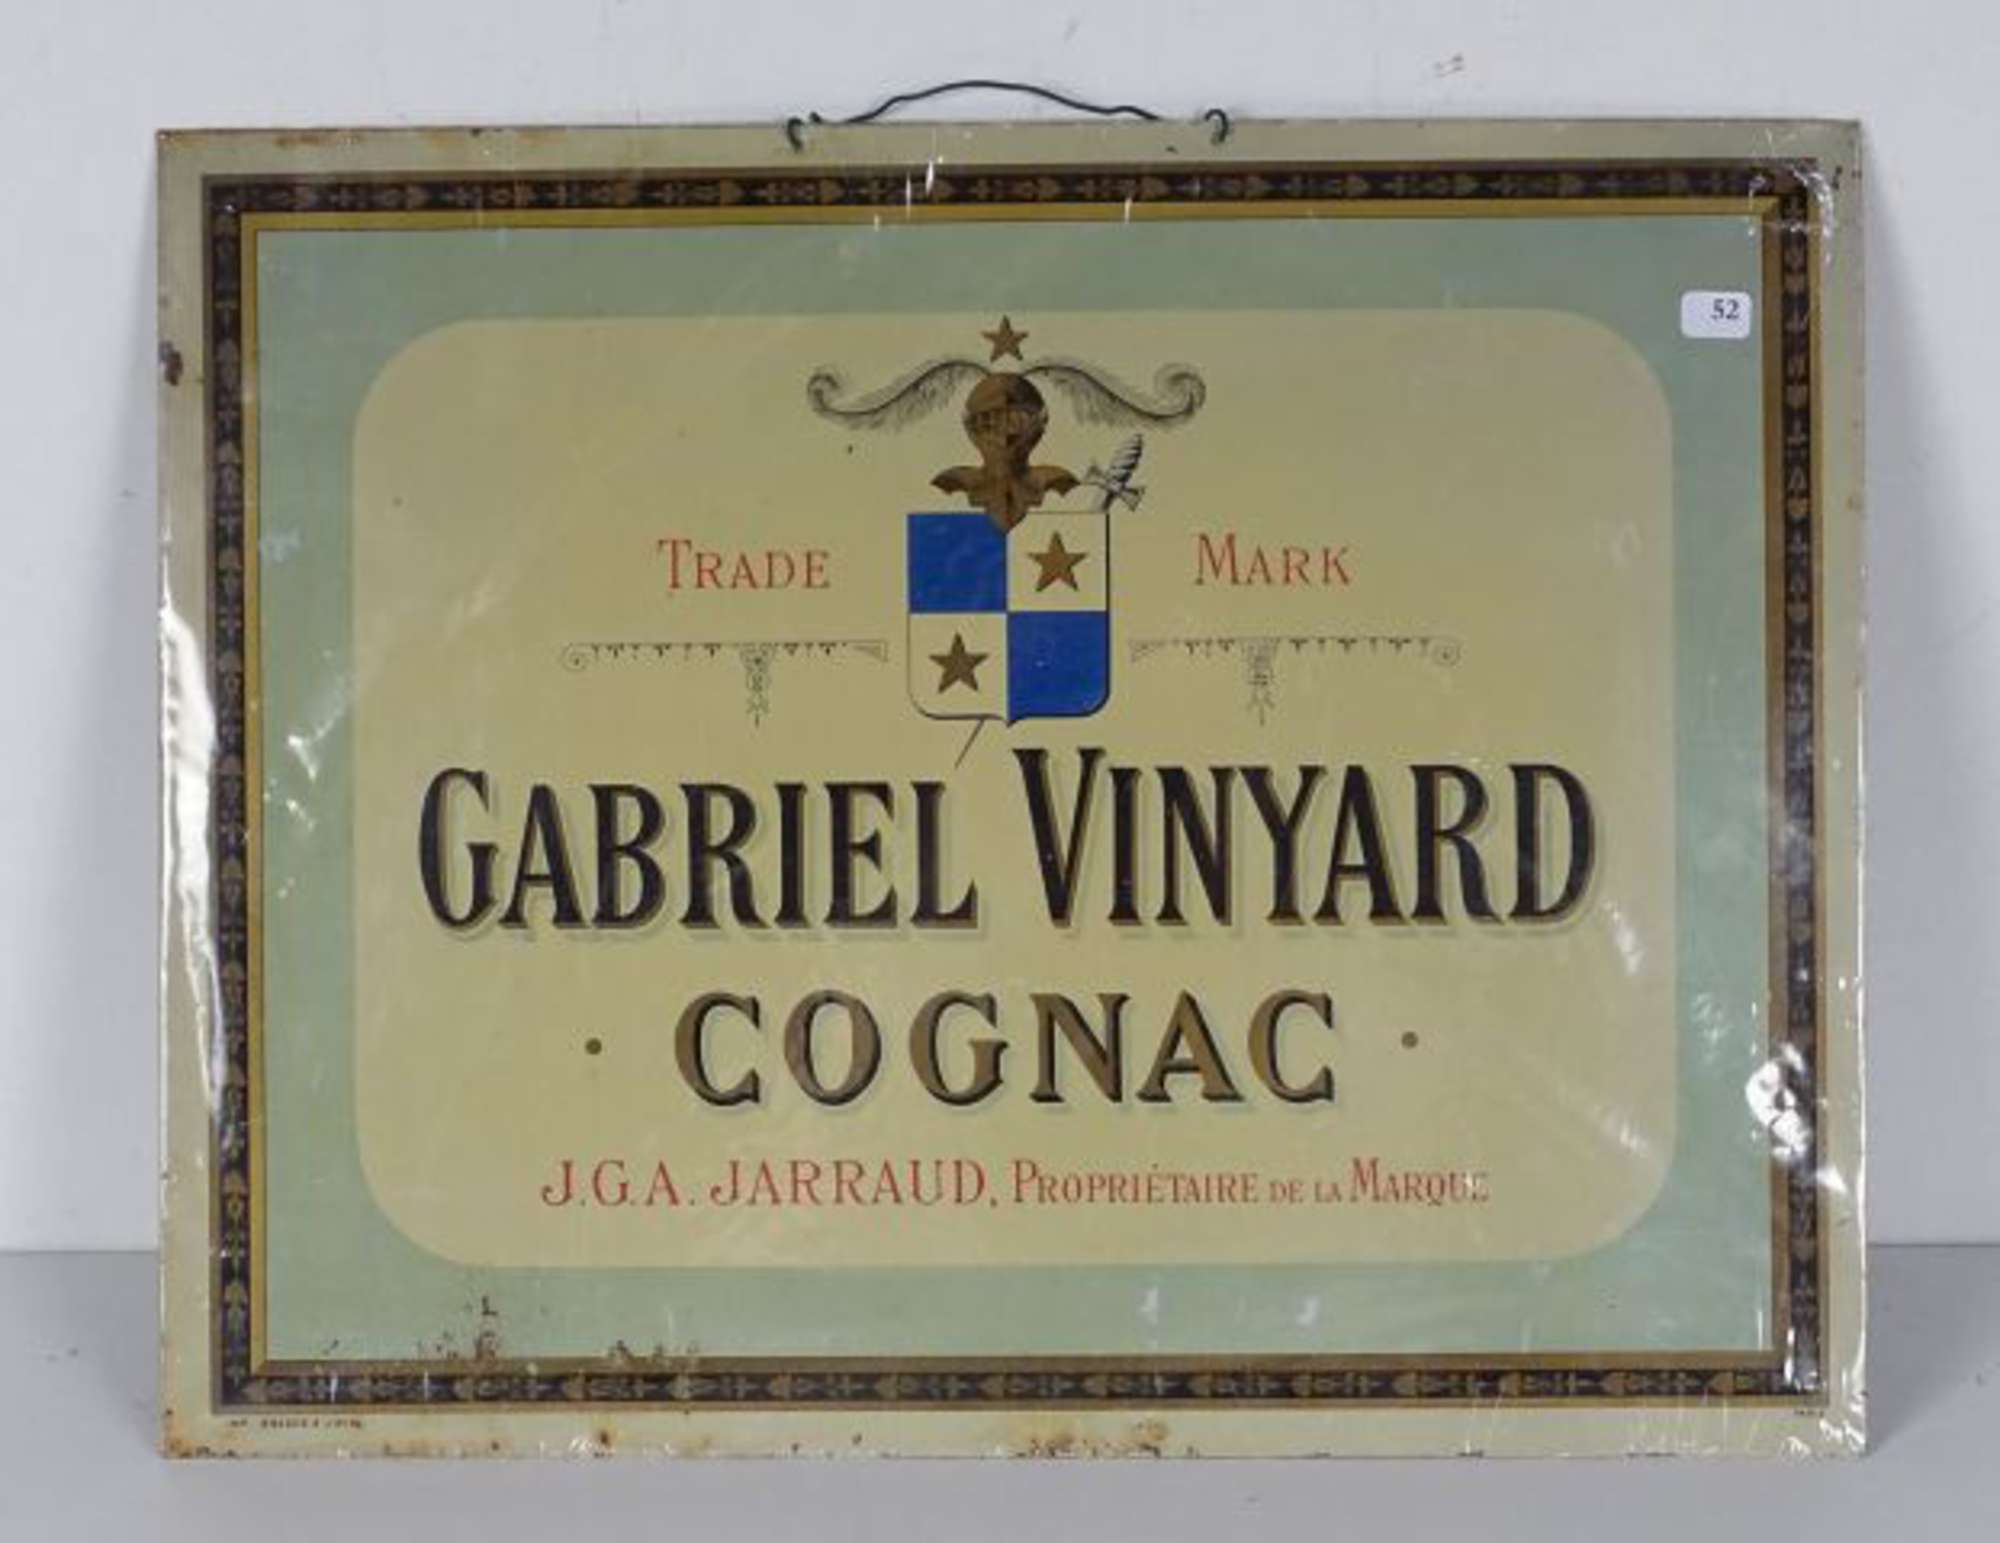 52
TRADE MARK
GABRIEL VINYARD
· COGNAC ·
J.G.A. JARRAUD, PROPRIÉTAIRE DE LA MARQUE